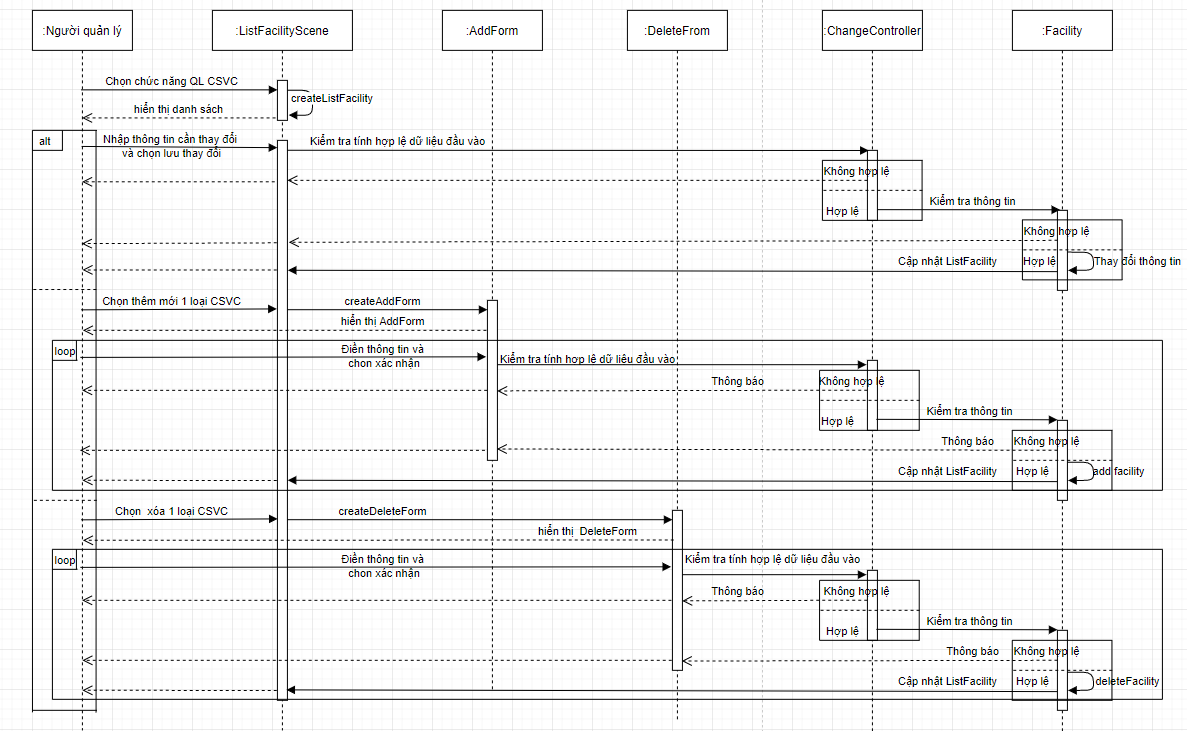 :Người quản lý
:ListFacilityScene
:AddForm
:DeleteFrom
:ChangeController
:Facility
Chọn chức năng QL CSVC
createListFacility
hiển thị danh sách
alt
Nhập thông tin cần thay đổi
và chọn lưu thay đổi
Kiểm tra tính hợp lệ dữ liệu đầu vào
Không hợp lệ
Hợp lệ
Kiểm tra thông tin
Không hợp lệ
Cập nhật ListFacility
Hợp lệ
Thay đổi thông tin
Chọn thêm mới 1 loại CSVC
createAddForm
hiển thị AddForm
loop
Điền thông tin và
chọn xác nhận
Kiểm tra tính hợp lệ dữ liệu đầu vào
Thông báo
Không hợp lệ
Hợp lệ
Kiểm tra thông tin
Thông báo
Không hợp lệ
Cập nhật ListFacility
Hợp lệ
add facility
Chọn xóa 1 loại CSVC
createDeleteForm
hiển thị DeleteForm
loop
Điền thông tin và
chọn xác nhận
Kiểm tra tính hợp lệ dữ liệu đầu vào
Thông báo
Không hợp lệ
Hợp lệ
Kiểm tra thông tin
Thông báo
Không hợp lệ
Cập nhật ListFacility
Hợp lệ
deleteFacility